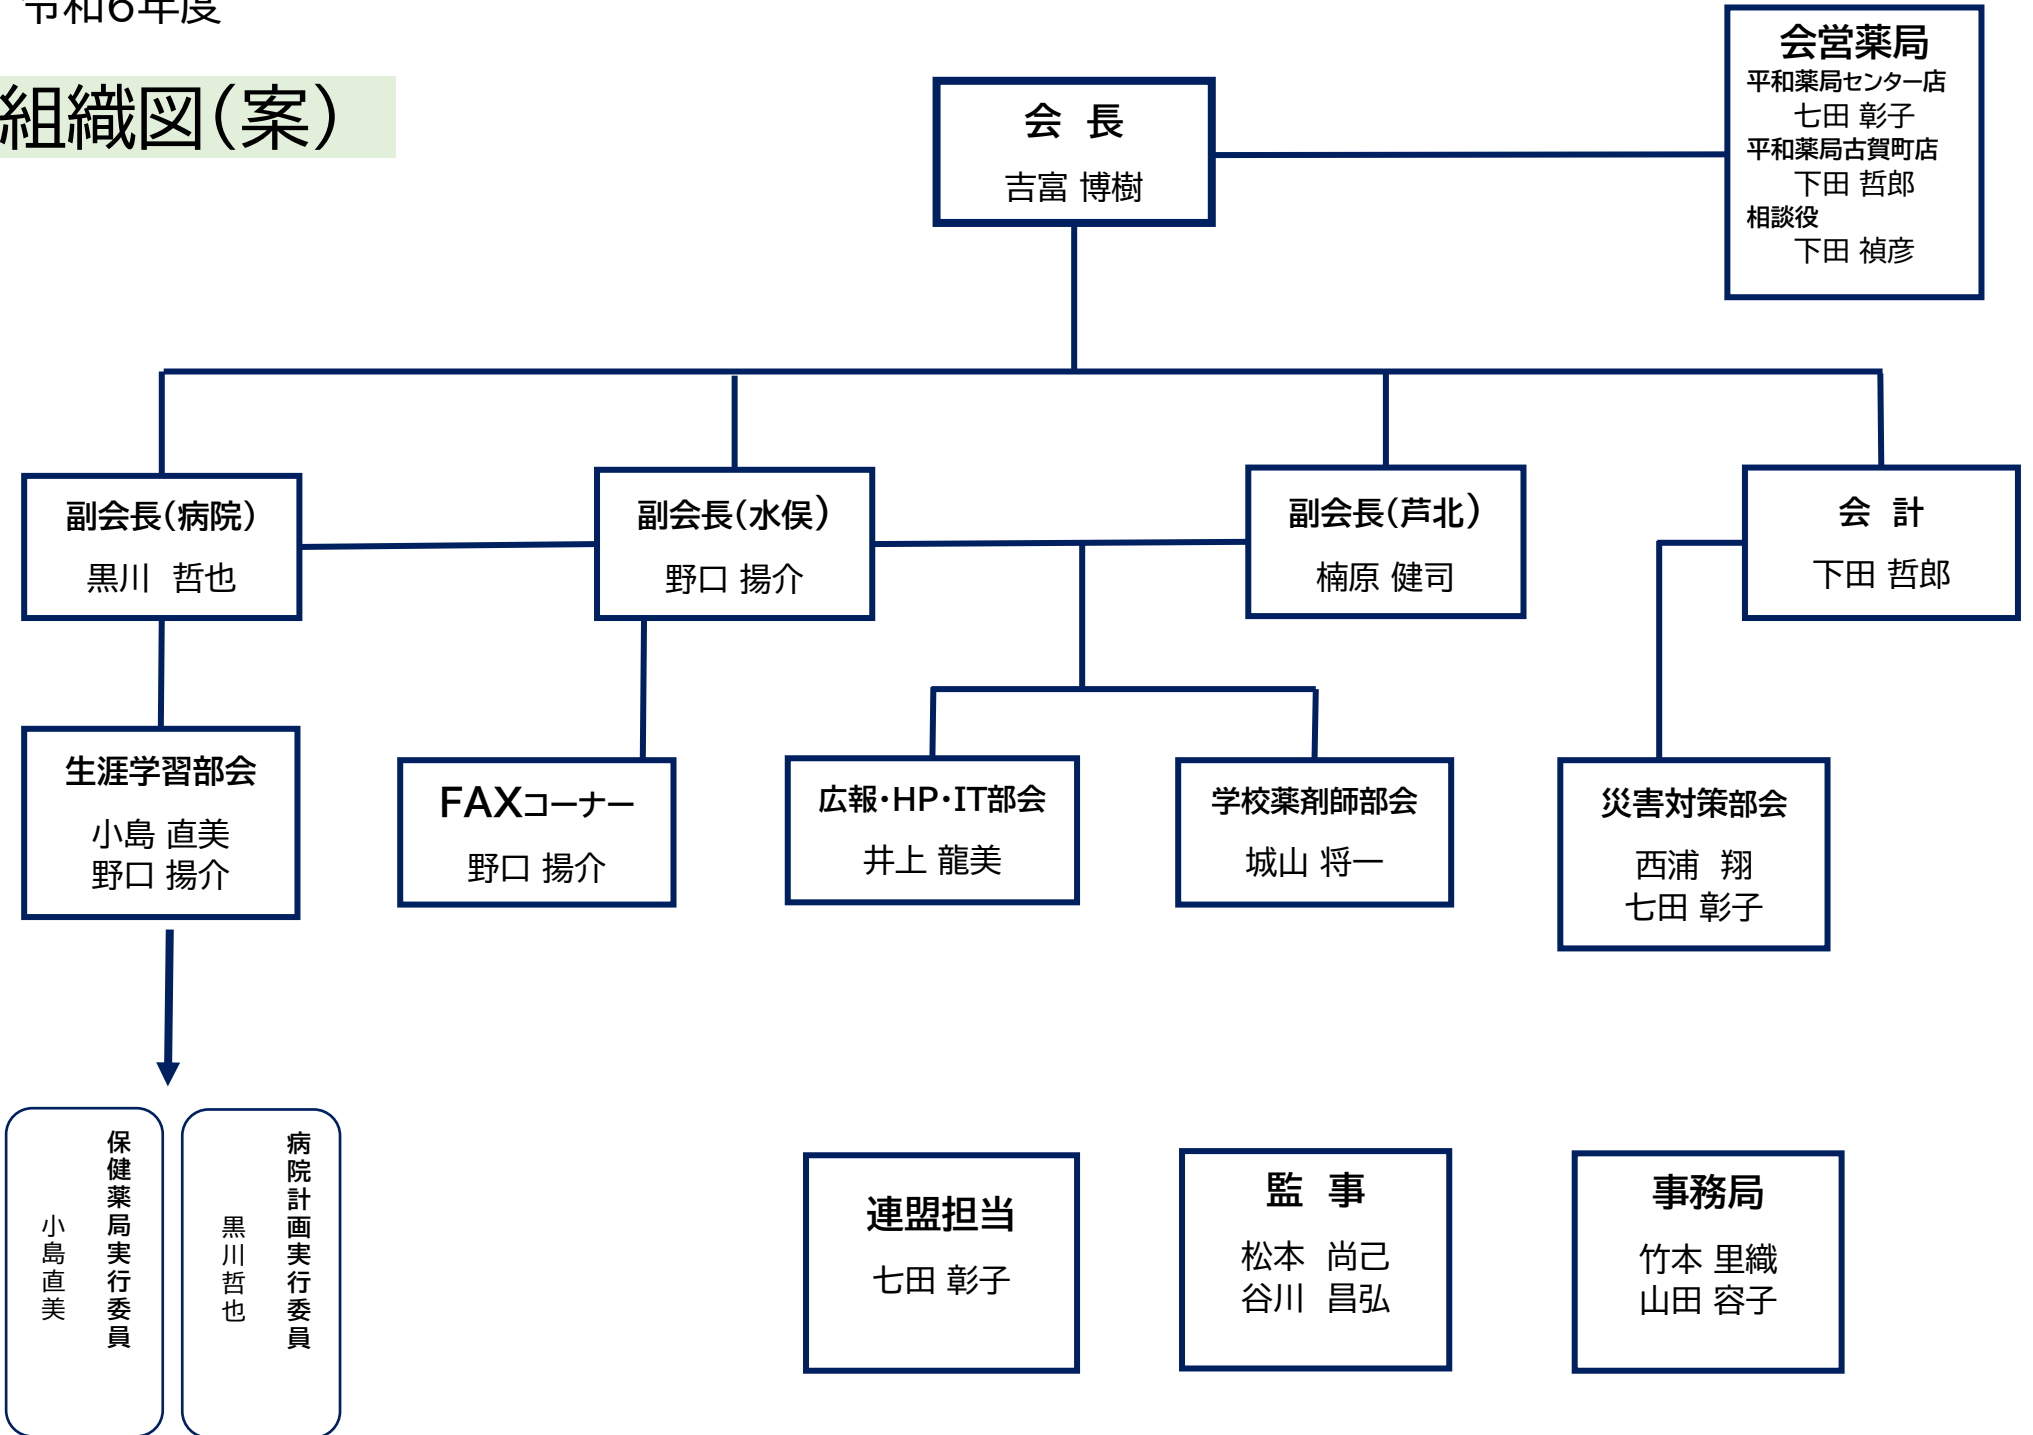 令和6年度
組織図（案）
会　長
吉富 博樹
会営薬局
平和薬局センター店
七田 彰子
平和薬局古賀町店
下田 哲郎
相談役
下田 禎彦
副会長（病院）
黒川　哲也
副会長（水俣）
野口 揚介
副会長（芦北）
楠原 健司
会　計
下田 哲郎
生涯学習部会
小島 直美
野口 揚介
FAXコーナー
野口 揚介
広報・HP・IT部会
井上 龍美
学校薬剤師部会
城山 将一
災害対策部会
西浦　翔
七田 彰子
保健薬局実行委員
小島直美
病院計画実行委員
黒川哲也
連盟担当
七田 彰子
監　事
松本　尚己
谷川　昌弘
事務局
竹本 里織
山田 容子